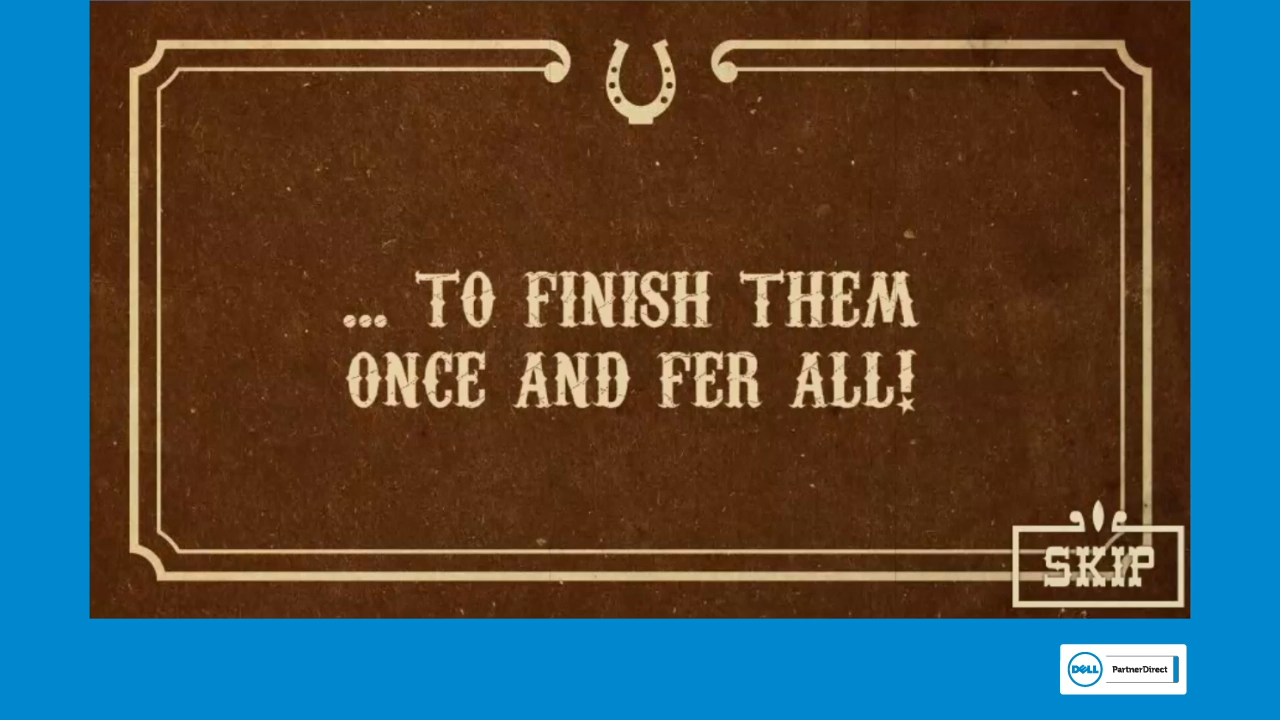 ... TO FINISH THEM
ONCE AND FER ALL!
SKIP
DELL PartnerDirect